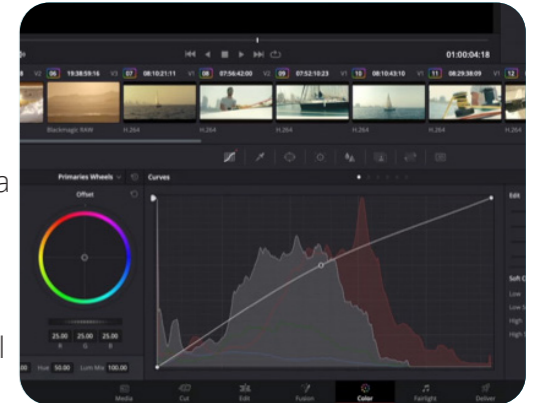 01:00:04:18
V2 06 19:38:59:16 V3 07 08:10:21:11 V1 08 07:56:42:00 V2 09 07:52:10:23 V1 10 08:10:43:10 V1 11 08:29:38:09 V1 12
Blackmagic RAW H.264 H.264 H.264 H.264 H.264
Primaries Wheels Curves
Offset Edit
25.00 25.00 25.00
R G B
Soft C
Low
Low S
High
High S
Hue 50.00 Lum Mix 100.00
Media Cut Edit Fusion Color Fairlight Deliver